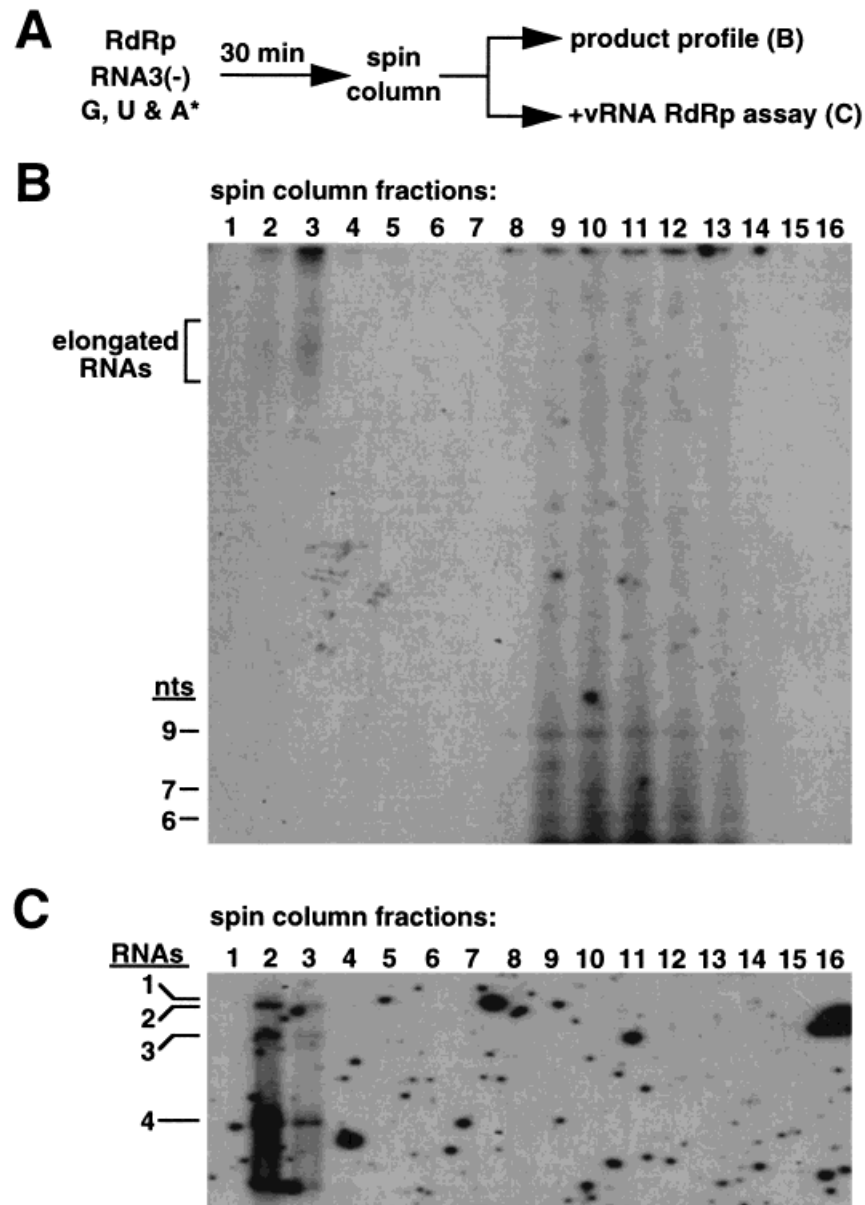 A
RdRp
RNA3(-)
G, U & A*
30 min
spin
column
product profile (B)
+vRNA RdRp assay (C)
B
spin column fractions:
1 2 3 4 5 6 7 8 9 10 11 12 13 14 15 16
elongated
RNAs
nts
9
7
6
C
spin column fractions:
RNAs 1 2 3 4 5 6 7 8 9 10 11 12 13 14 15 16
1
2
3
4